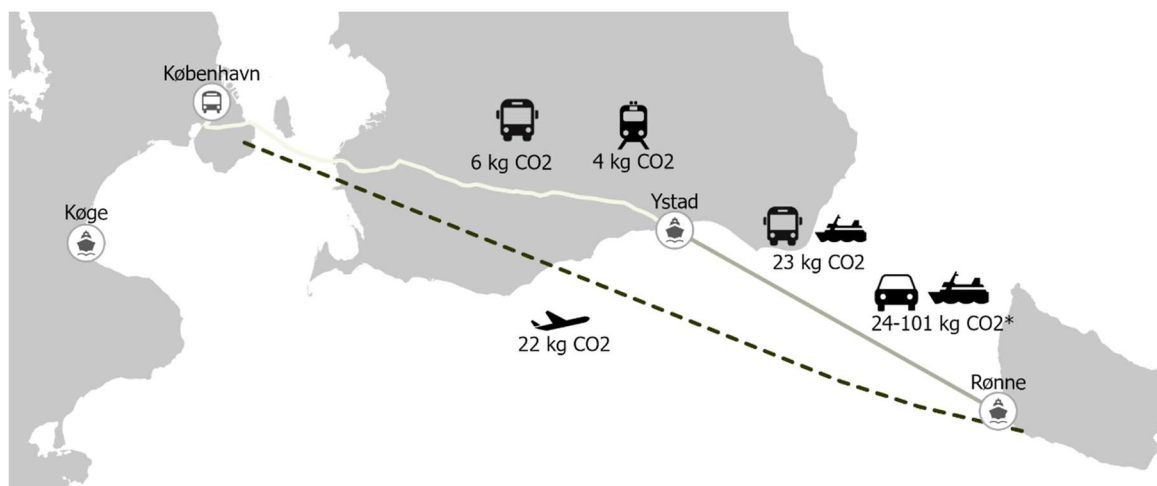 København
6 kg CO2
4 kg CO2
Køge
Ystad
23 kg CO2
24-101 kg CO2*
22 kg CO2
Rønne